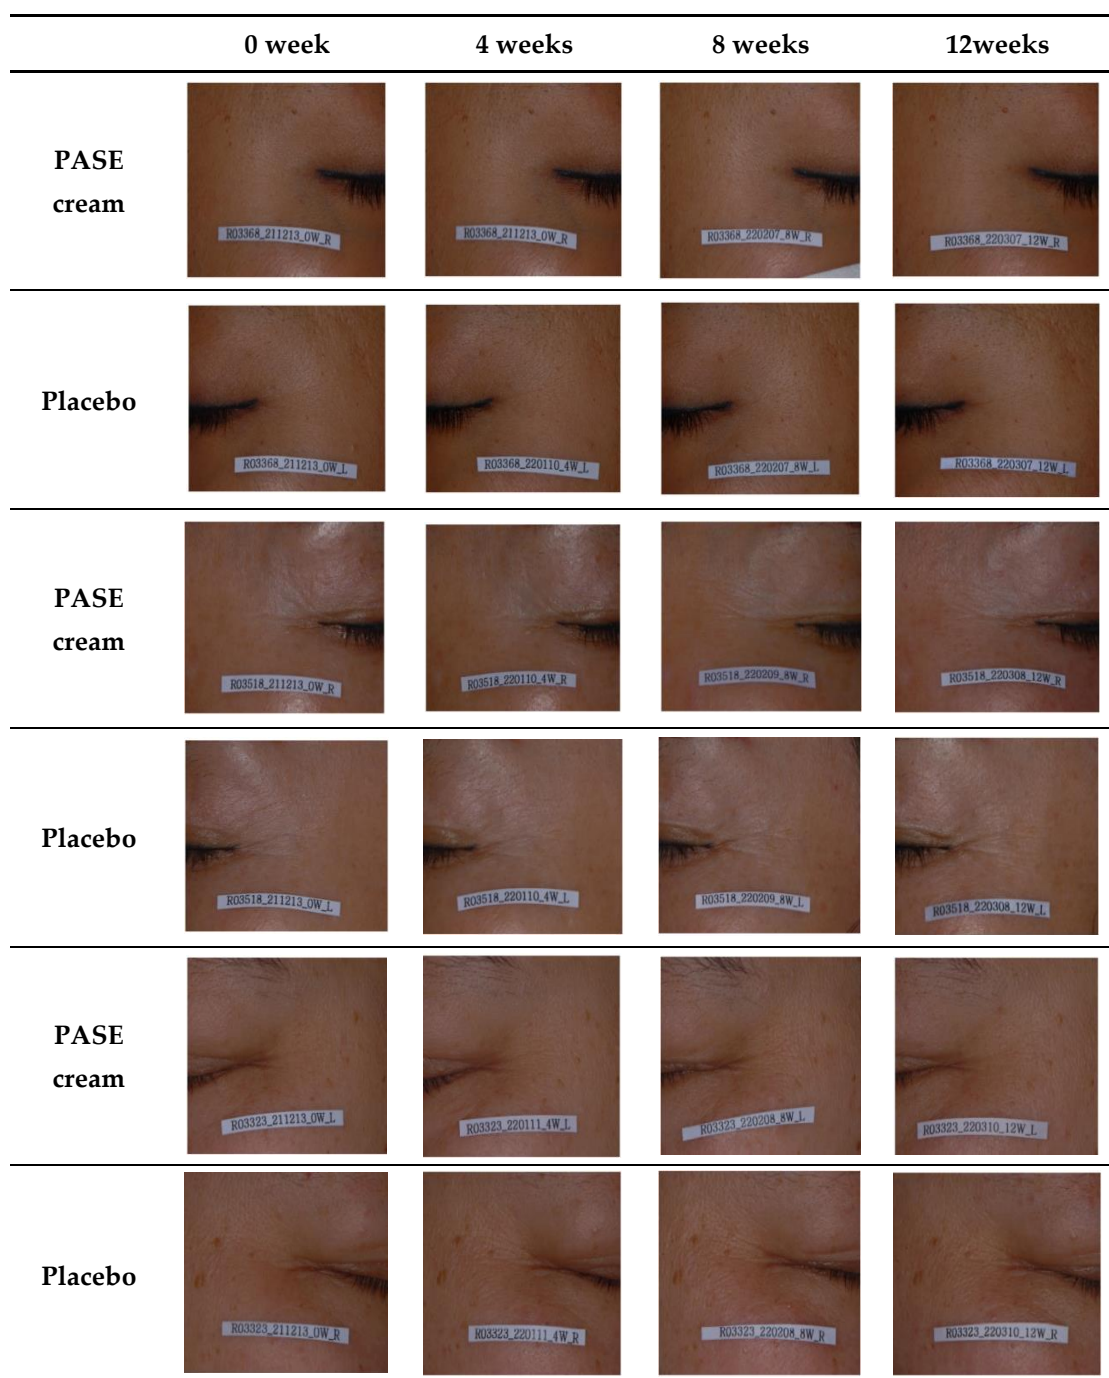 0 week 4 weeks 8 weeks 12weeks
PASE
cream
R03368_211213_0W_R R03368_211213_0W_R R03368_220207_8W_R R03368_220307_12W_R
Placebo
R03368_211213_0W_L R03368_220110_4W_L R03368_220207_8W_L R03368_220307_12W_L
PASE
cream
R03518_211213_0W_R R03518_220110_4W_R R03518_220209_8W_R R03518_220308_12W_R
Placebo
R03518_211213_0W_L R03518_220110_4W_L R03518_220209_8W_L R03518_220308_12W_L
PASE
cream
R03323_211213_0W_L R03323_220111_4W_L R03323_220208_8W_L R03323_220310_12W_L
Placebo
R03323_211213_0W_R R03323_220111_4W_R R03323_220208_8W_R R03323_220310_12W_R